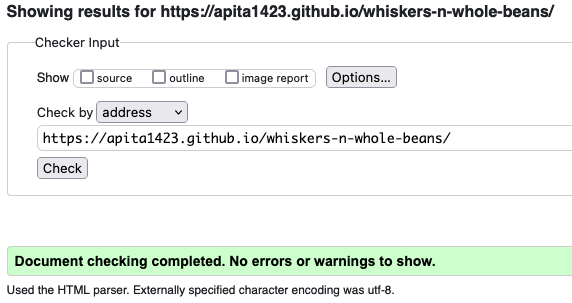 Showing results for https://apita1423.github.io/whiskers-n-whole-beans/
Checker Input
Show source outline image report Options...
Check by address
https://apita1423.github.io/whiskers-n-whole-beans/
Check
Document checking completed. No errors or warnings to show.
Used the HTML parser. Externally specified character encoding was utf-8.